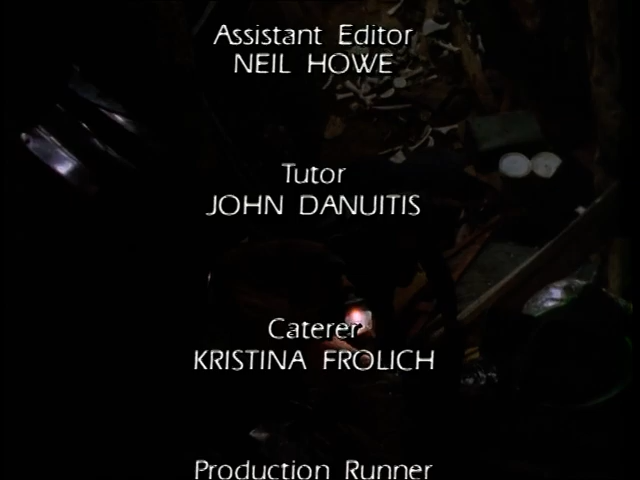 Assistant Editor
NEIL HOWE
Tutor
JOHN DANUITIS
Caterer
KRISTINA FROLICH
Production Runner